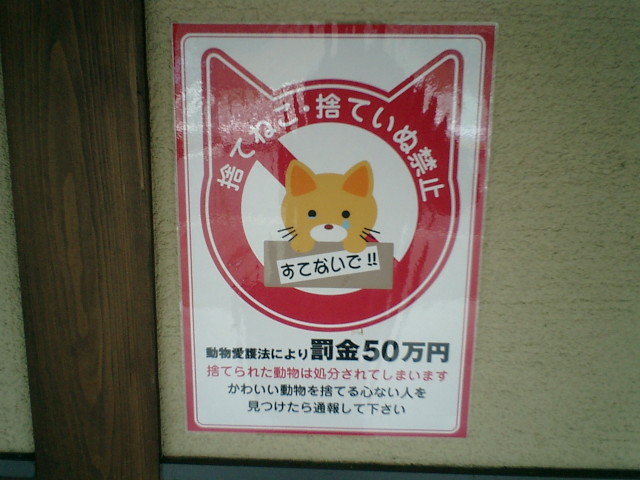 捨てねこ・捨ていぬ禁止
すてないで!!
動物愛護法により罰金50万円
捨てられた動物は処分されてしまいます
かわいい動物を捨てる心ない人を
見つけたら通報して下さい